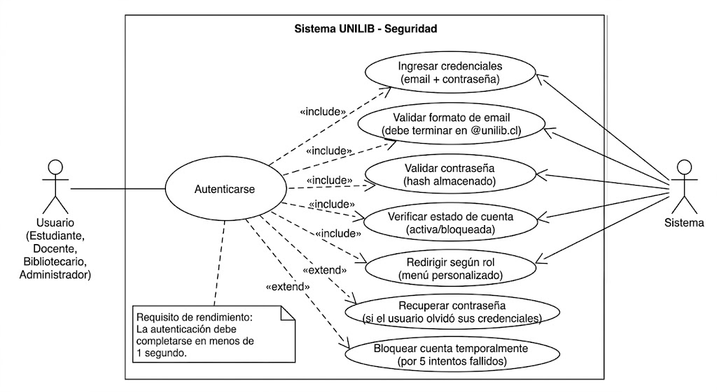 Sistema UNILIB - Seguridad
Ingresar credenciales
(email + contraseña)
«include»
Validar formato de email
(debe terminar en @unilib.cl)
«include»
Validar contraseña
(hash almacenado)
«include»
Autenticarse
Verificar estado de cuenta
(activa/bloqueada)
«include»
Usuario
(Estudiante,
Docente,
Bibliotecario,
Administrador)
Sistema
Redirigir según rol
(menú personalizado)
«include»
«extend»
Recuperar contraseña
(si el usuario olvidó sus credenciales)
«extend»
Requisito de rendimiento:
La autenticación debe
completarse en menos de
1 segundo.
Bloquear cuenta temporalmente
(por 5 intentos fallidos)